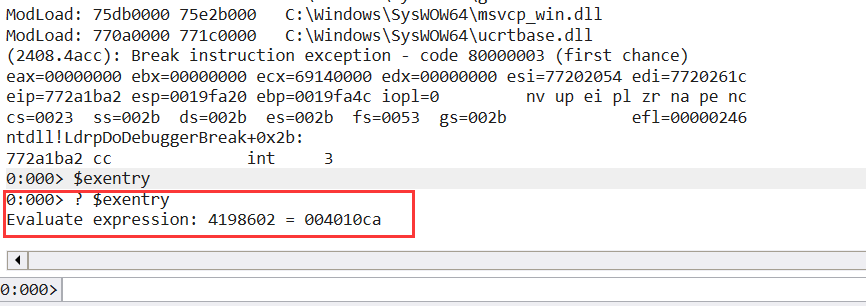 ModLoad: 75db0000 75e2b000   C:\Windows\SysWOW64\msvcp_win.dll
ModLoad: 770a0000 771c0000   C:\Windows\SysWOW64\ucrtbase.dll
(2408.4acc): Break instruction exception - code 80000003 (first chance)
eax=00000000 ebx=00000000 ecx=69140000 edx=00000000 esi=77202054 edi=7720261c
eip=772a1ba2 esp=0019fa20 ebp=0019fa4c iopl=0         nv up ei pl zr na pe nc
cs=0023  ss=002b  ds=002b  es=002b  fs=0053  gs=002b             efl=00000246
ntdll!LdrpDoDebuggerBreak+0x2b:
772a1ba2 cc              int     3
0:000> $exentry
0:000> ? $exentry
Evaluate expression: 4198602 = 004010ca
0:000>